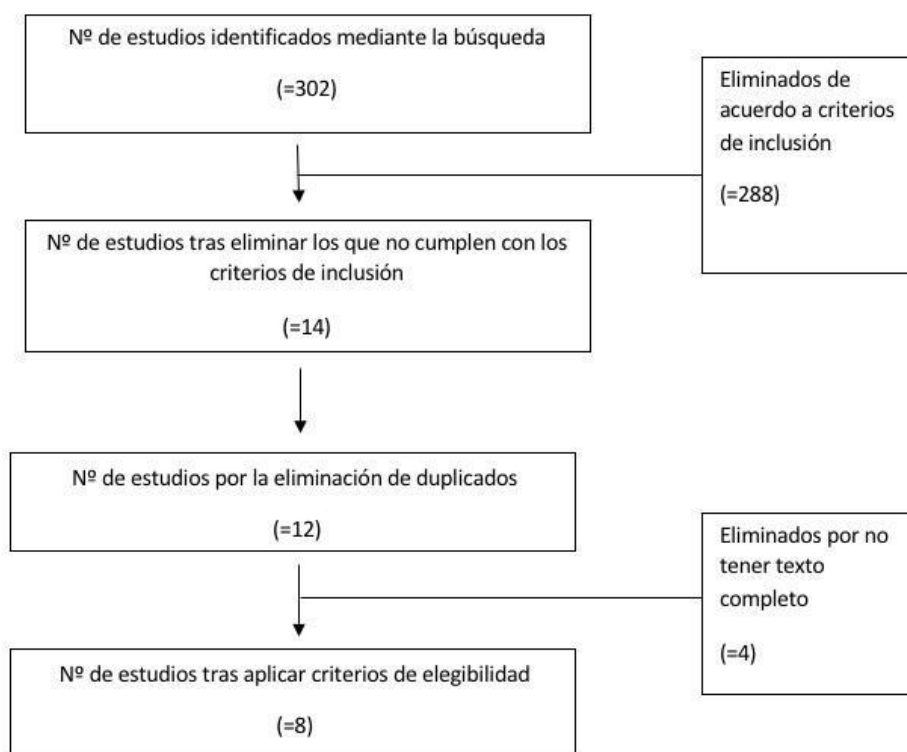 Nº de estudios identificados mediante la búsqueda
(=302)
Eliminados de
acuerdo a criterios
de inclusión
(=288)
Nº de estudios tras eliminar los que no cumplen con los
criterios de inclusión
(=14)
Nº de estudios por la eliminación de duplicados
(=12)
Eliminados por no
tener texto
completo
(=4)
Nº de estudios tras aplicar criterios de elegibilidad
(=8)